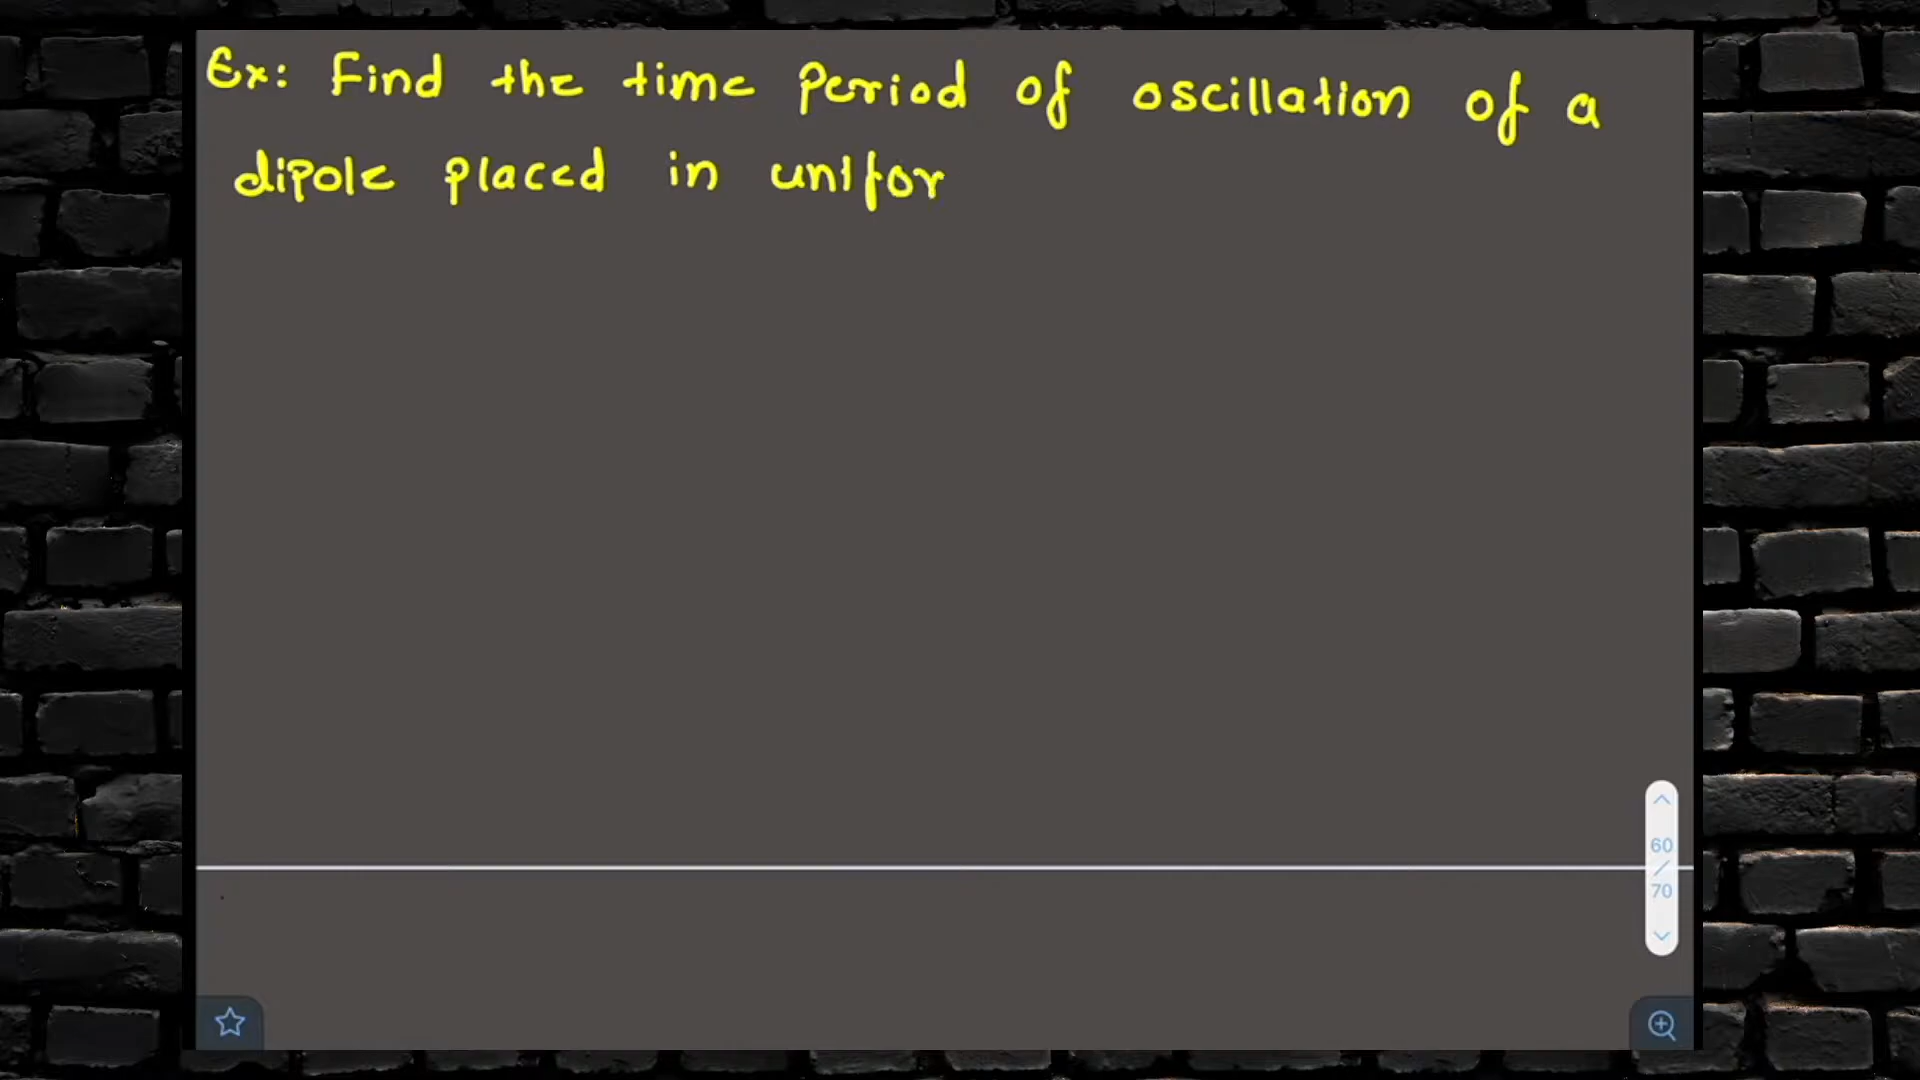 Ex: Find the time period of oscillation of a
dipole placed in unifor
60
/
70